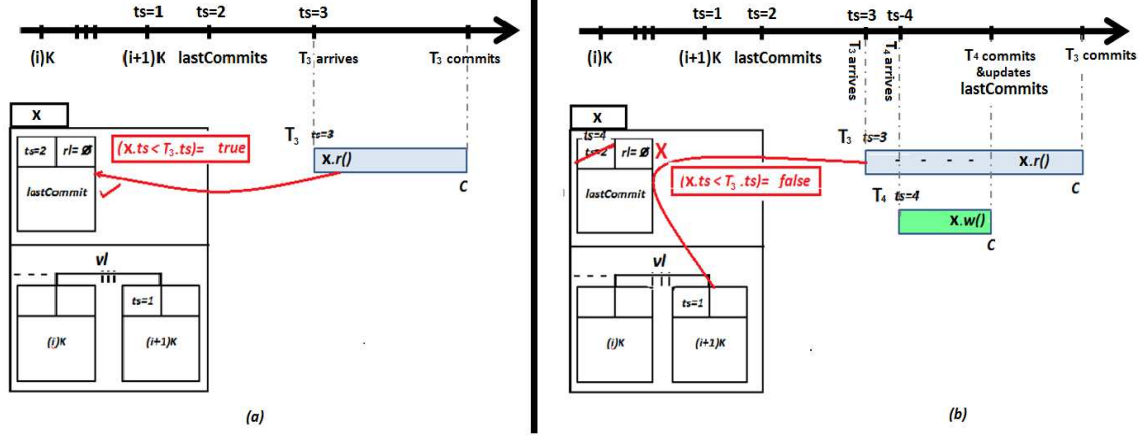 ts=1 ts=2 ts=3
(i)K (i+1)K lastCommits T3 arrives T3 commits
x
ts=2 rl= Ø
lastCommit
(x.ts < T3.ts)= true
T3 ts=3
x.r()
C
vl
ts=1
(i)K (i+1)K
(a)
ts=1 ts=2 ts=3 ts-4
(i)K (i+1)K lastCommits T3 arrives T4 arrives T4 commits T3 commits
&updates
lastCommits
x
ts=4
ts=2 rl= Ø X
lastCommit
(x.ts < T3.ts)= false
T3 ts=3
x.r()
C
T4 ts=4
x.w()
C
vl
ts=1
(i)K (i+1)K
(b)